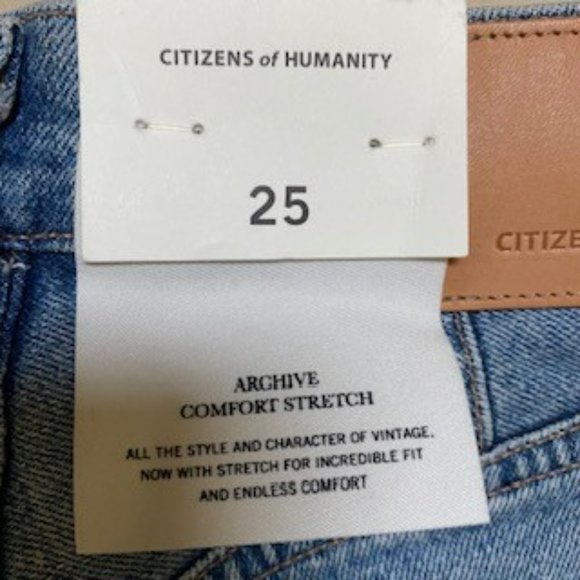 CITIZENS of HUMANITY
25
CITIZE
ARCHIVE
COMFORT STRETCH
ALL THE STYLE AND CHARACTER OF VINTAGE,
NOW WITH STRETCH FOR INCREDIBLE FIT
AND ENDLESS COMFORT